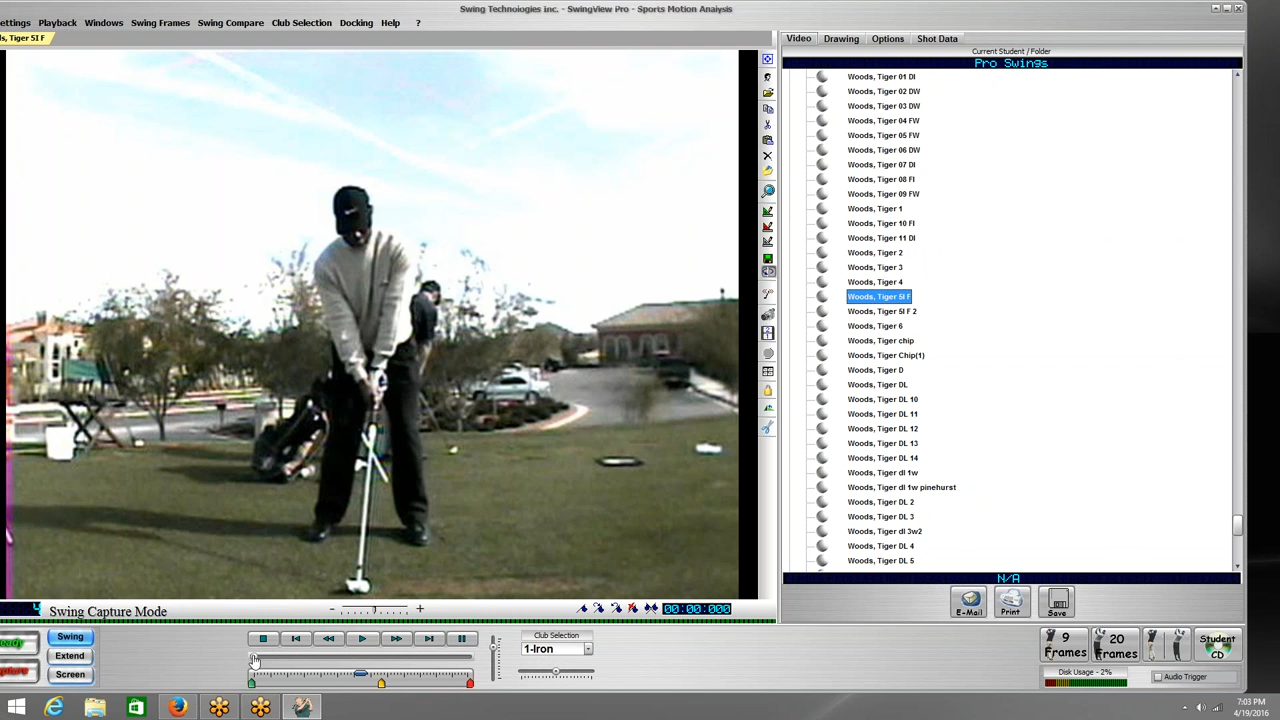 Swing Technologies Inc. - SwingView Pro - Sports Motion Analysis
ettings Playback Windows Swing Frames Swing Compare Club Selection Docking Help ?
ds, Tiger 5I F
Video Drawing Options Shot Data
Current Student / Folder
Pro Swings
Woods, Tiger 01 DI
Woods, Tiger 02 DW
Woods, Tiger 03 DW
Woods, Tiger 04 FW
Woods, Tiger 05 FW
Woods, Tiger 06 DW
Woods, Tiger 07 DI
Woods, Tiger 08 FI
Woods, Tiger 09 FW
Woods, Tiger 1
Woods, Tiger 10 FI
Woods, Tiger 11 DI
Woods, Tiger 2
Woods, Tiger 3
Woods, Tiger 4
Woods, Tiger 5I F
Woods, Tiger 5I F 2
Woods, Tiger 6
Woods, Tiger chip
Woods, Tiger Chip(1)
Woods, Tiger D
Woods, Tiger DL
Woods, Tiger DL 10
Woods, Tiger DL 11
Woods, Tiger DL 12
Woods, Tiger DL 13
Woods, Tiger DL 14
Woods, Tiger dl 1w
Woods, Tiger dl 1w pinehurst
Woods, Tiger DL 2
Woods, Tiger DL 3
Woods, Tiger dl 3w2
Woods, Tiger DL 4
Woods, Tiger DL 5
N/A
E-Mail Print Save
4 Swing Capture Mode - + 00:00:000
eady Swing
Extend
apture Screen
Club Selection
1-Iron
9 Frames
20 Frames
Student CD
Disk Usage - 2%
Audio Trigger
7:03 PM
4/19/2016